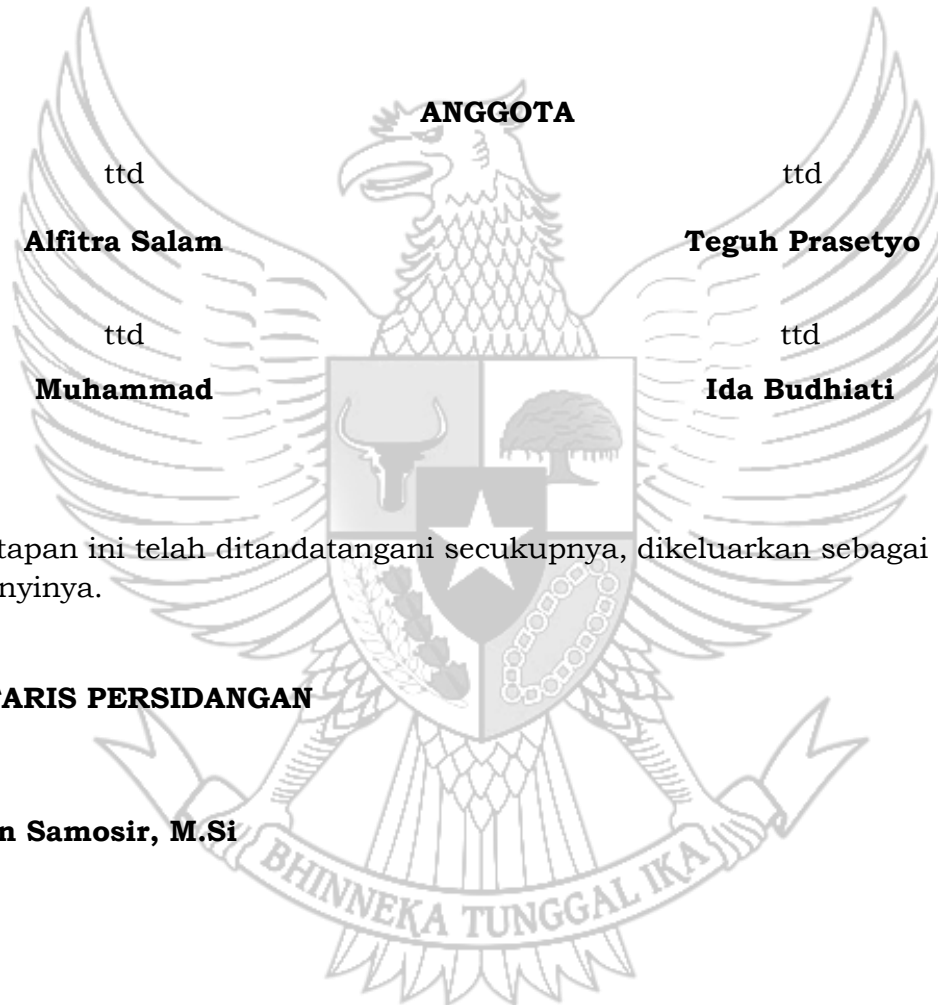 ANGGOTA
ttd ttd
Alfitra Salam Teguh Prasetyo
ttd ttd
Muhammad Ida Budhiati
tapan ini telah ditandatangani secukupnya, dikeluarkan sebagai
nyinya.
TARIS PERSIDANGAN
n Samosir, M.Si
BHINNEKA TUNGGAL IKA